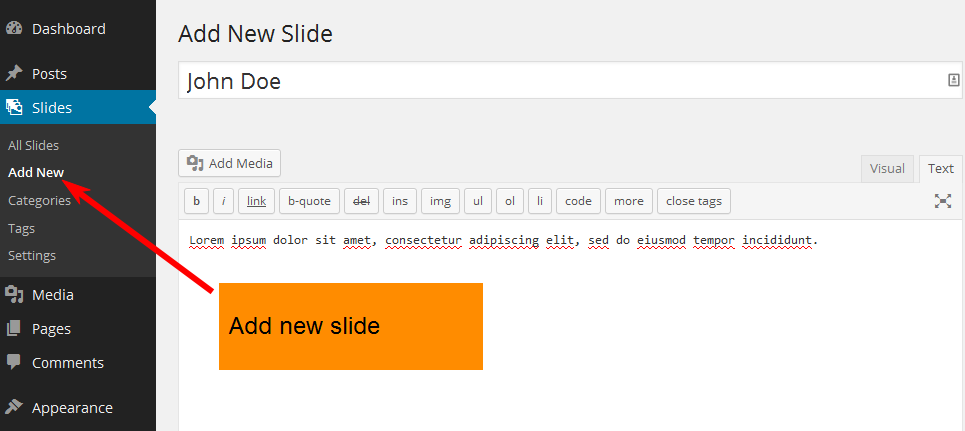 Dashboard
Posts
Slides
All Slides
Add New
Categories
Tags
Settings
Media
Pages
Comments
Appearance
Add New Slide
John Doe
Add Media
Visual Text
b i link b-quote del ins img ul ol li code more close tags
Lorem ipsum dolor sit amet, consectetur adipiscing elit, sed do eiusmod tempor incididunt.
Add new slide